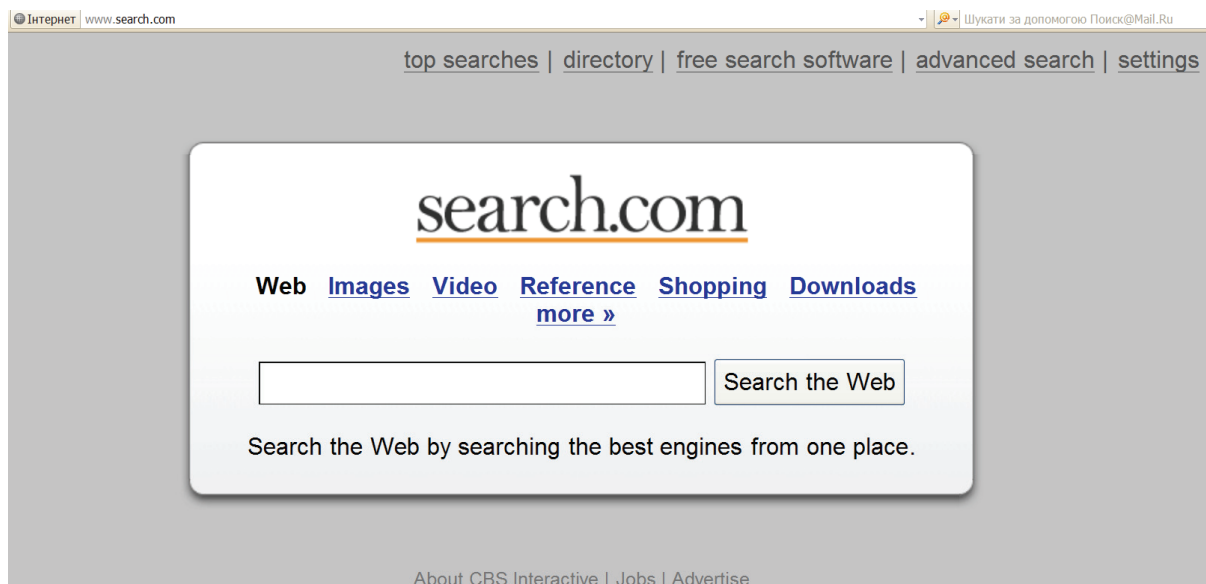 Інтернет www.search.com Шукати за допомогою Поиск@Mail.Ru
top searches | directory | free search software | advanced search | settings
search.com
Web Images Video Reference Shopping Downloads
more »
Search the Web
Search the Web by searching the best engines from one place.
About CBS Interactive | Jobs | Advertise